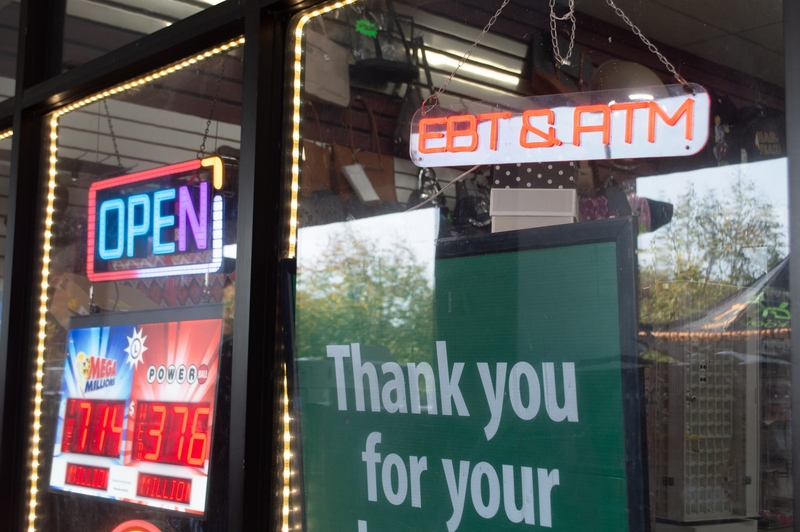 EBT & ATM
OPEN
MEGA
MILLIONS
POWERBALL
$
714
376
MILLION
MILLION
Thank you
for your